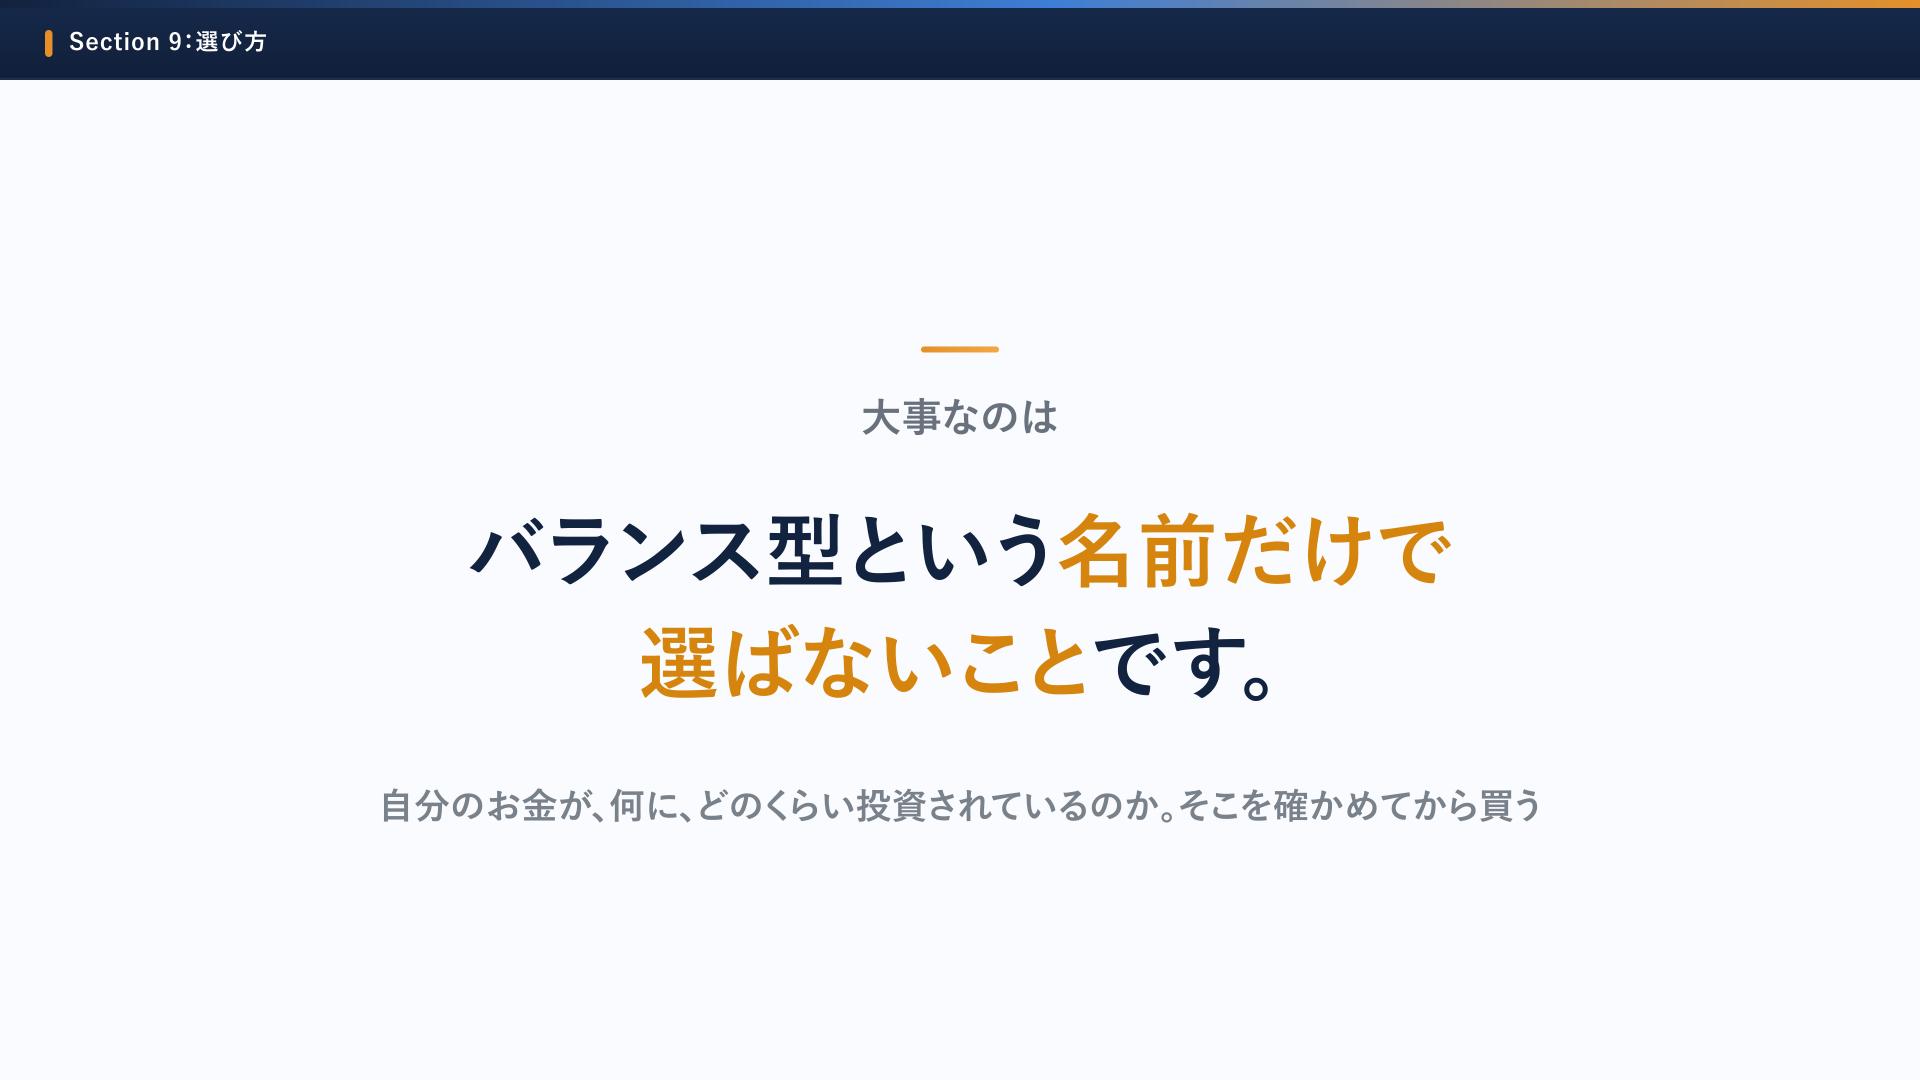 Section 9：選び方
大事なのは
バランス型という名前だけで
選ばないことです。
自分のお金が、何に、どのくらい投資されているのか。そこを確かめてから買う